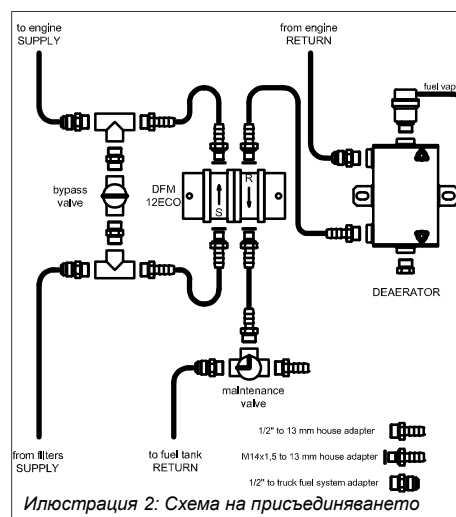 to engine
SUPPLY
from engine
RETURN
fuel vap
bypass
valve
DFM
12ECO
S
R
DEAERATOR
maintenance
valve
from filters
SUPPLY
to fuel tank
RETURN
1/2" to 13 mm house adapter
M14x1,5 to 13 mm house adapter
1/2" to truck fuel system adapter
Илюстрация 2: Схема на присъединяването